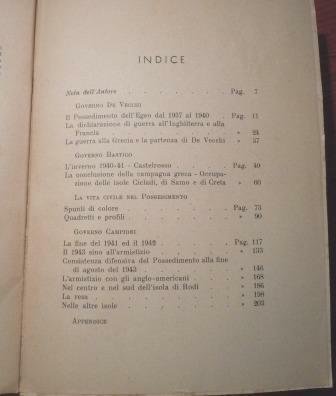 INDICE
Nota dell'Autore . . . . . . . Pag. 7
GOVERNO DE VECCHI
Il Possedimento dell'Egeo dal 1937 al 1940 . Pag. 11
La dichiarazione di guerra all'Inghilterra e alla
Francia . . . . . . . . . » 24
La guerra alla Grecia e la partenza di De Vecchi » 37
GOVERNO BASTICO
L'inverno 1940-41 - Castelrosso . . . . Pag. 49
La conclusione della campagna greca - Occupa-
zione delle isole Cicladi, di Samo e di Creta » 60
LA VITA CIVILE NEL POSSEDIMENTO
Spunti di colore . . . . . . . Pag. 73
Quadretti e profili . . . . . . . » 90
GOVERNO CAMPIONI
La fine del 1941 ed il 1942 . . . . . Pag. 117
Il 1943 sino all'armistizio . . . . . » 133
Consistenza difensiva del Possedimento alla fine
di agosto del 1943 . . . . . . » 146
L'armistizio con gli anglo-americani . . . » 168
Nel centro e nel sud dell'isola di Rodi . . » 186
La resa . . . . . . . . . » 198
Nelle altre isole . . . . . . . » 203
APPENDICE